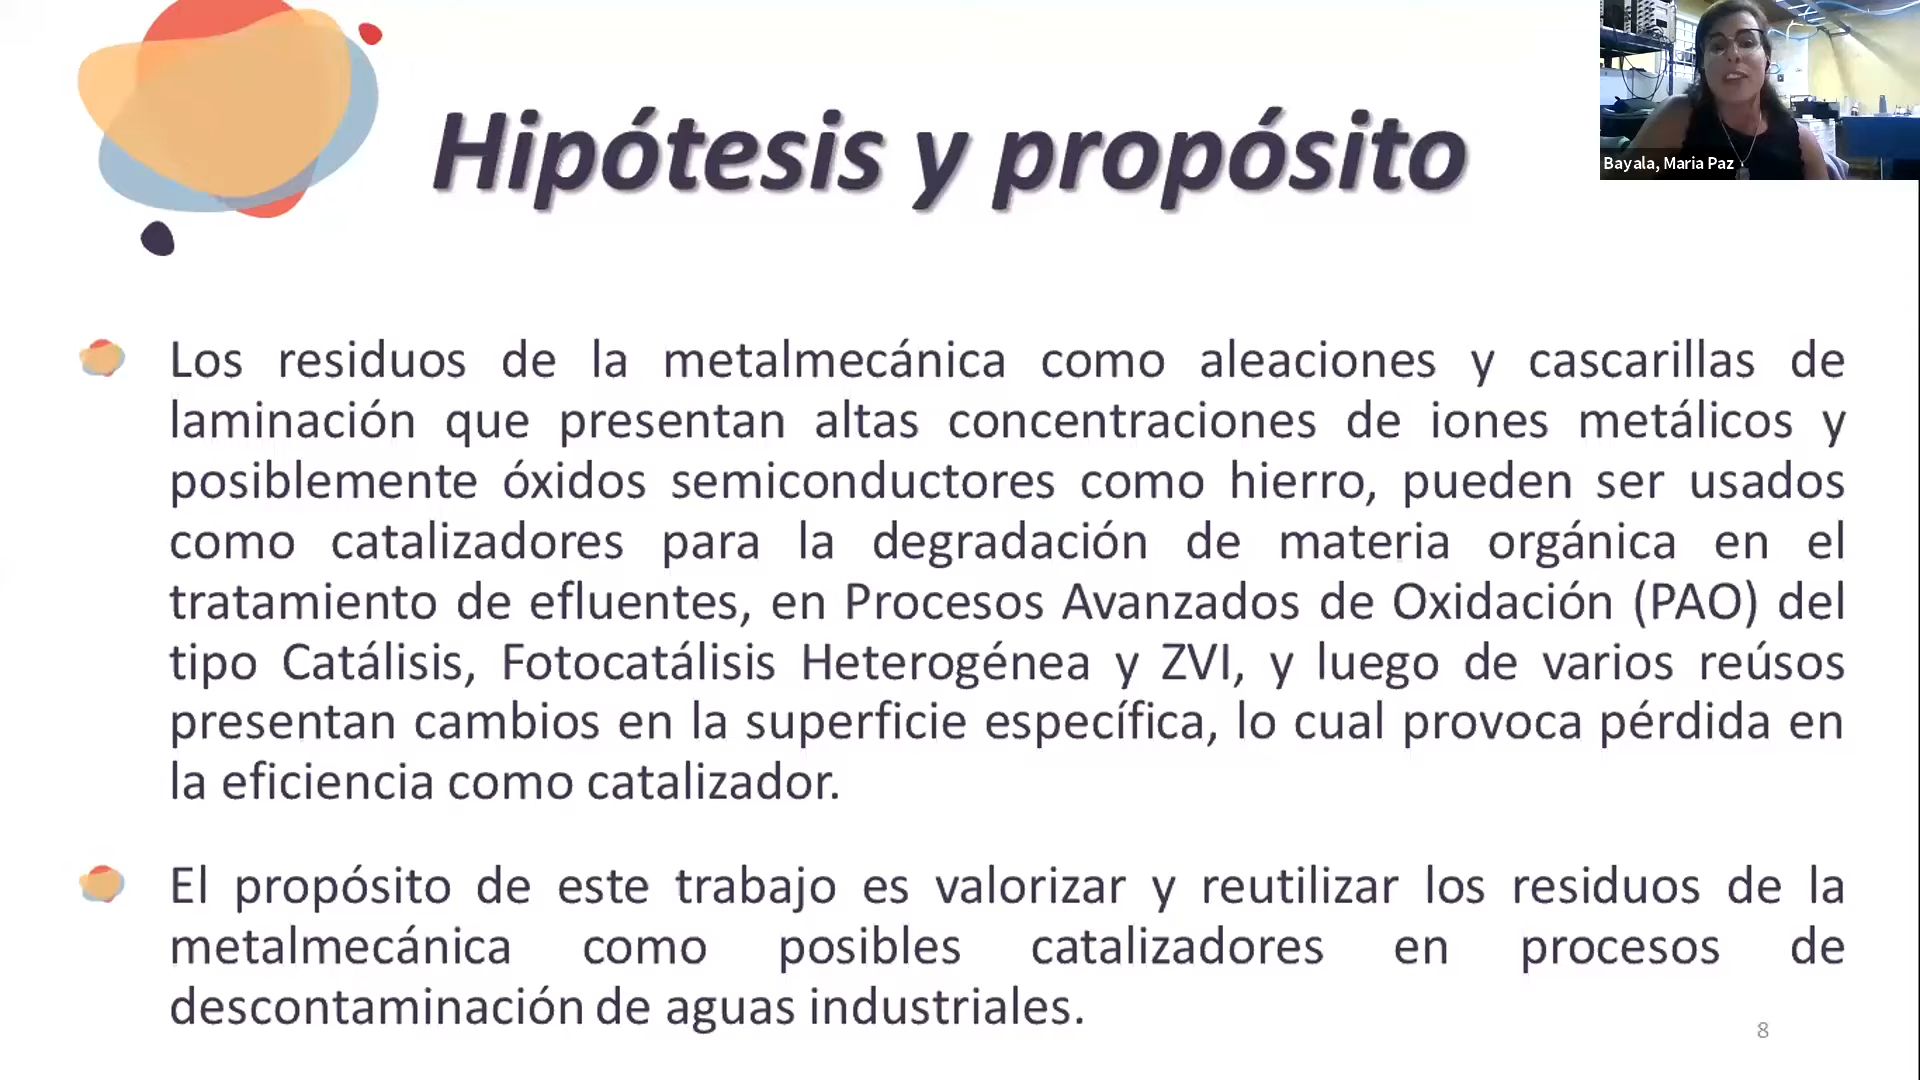 Hipótesis y propósito
Bayala, Maria Paz
Los residuos de la metalmecánica como aleaciones y cascarillas de
laminación que presentan altas concentraciones de iones metálicos y
posiblemente óxidos semiconductores como hierro, pueden ser usados
como catalizadores para la degradación de materia orgánica en el
tratamiento de efluentes, en Procesos Avanzados de Oxidación (PAO) del
tipo Catálisis, Fotocatálisis Heterogénea y ZVI, y luego de varios reúsos
presentan cambios en la superficie específica, lo cual provoca pérdida en
la eficiencia como catalizador.
El propósito de este trabajo es valorizar y reutilizar los residuos de la
metalmecánica como posibles catalizadores en procesos de
descontaminación de aguas industriales.
8